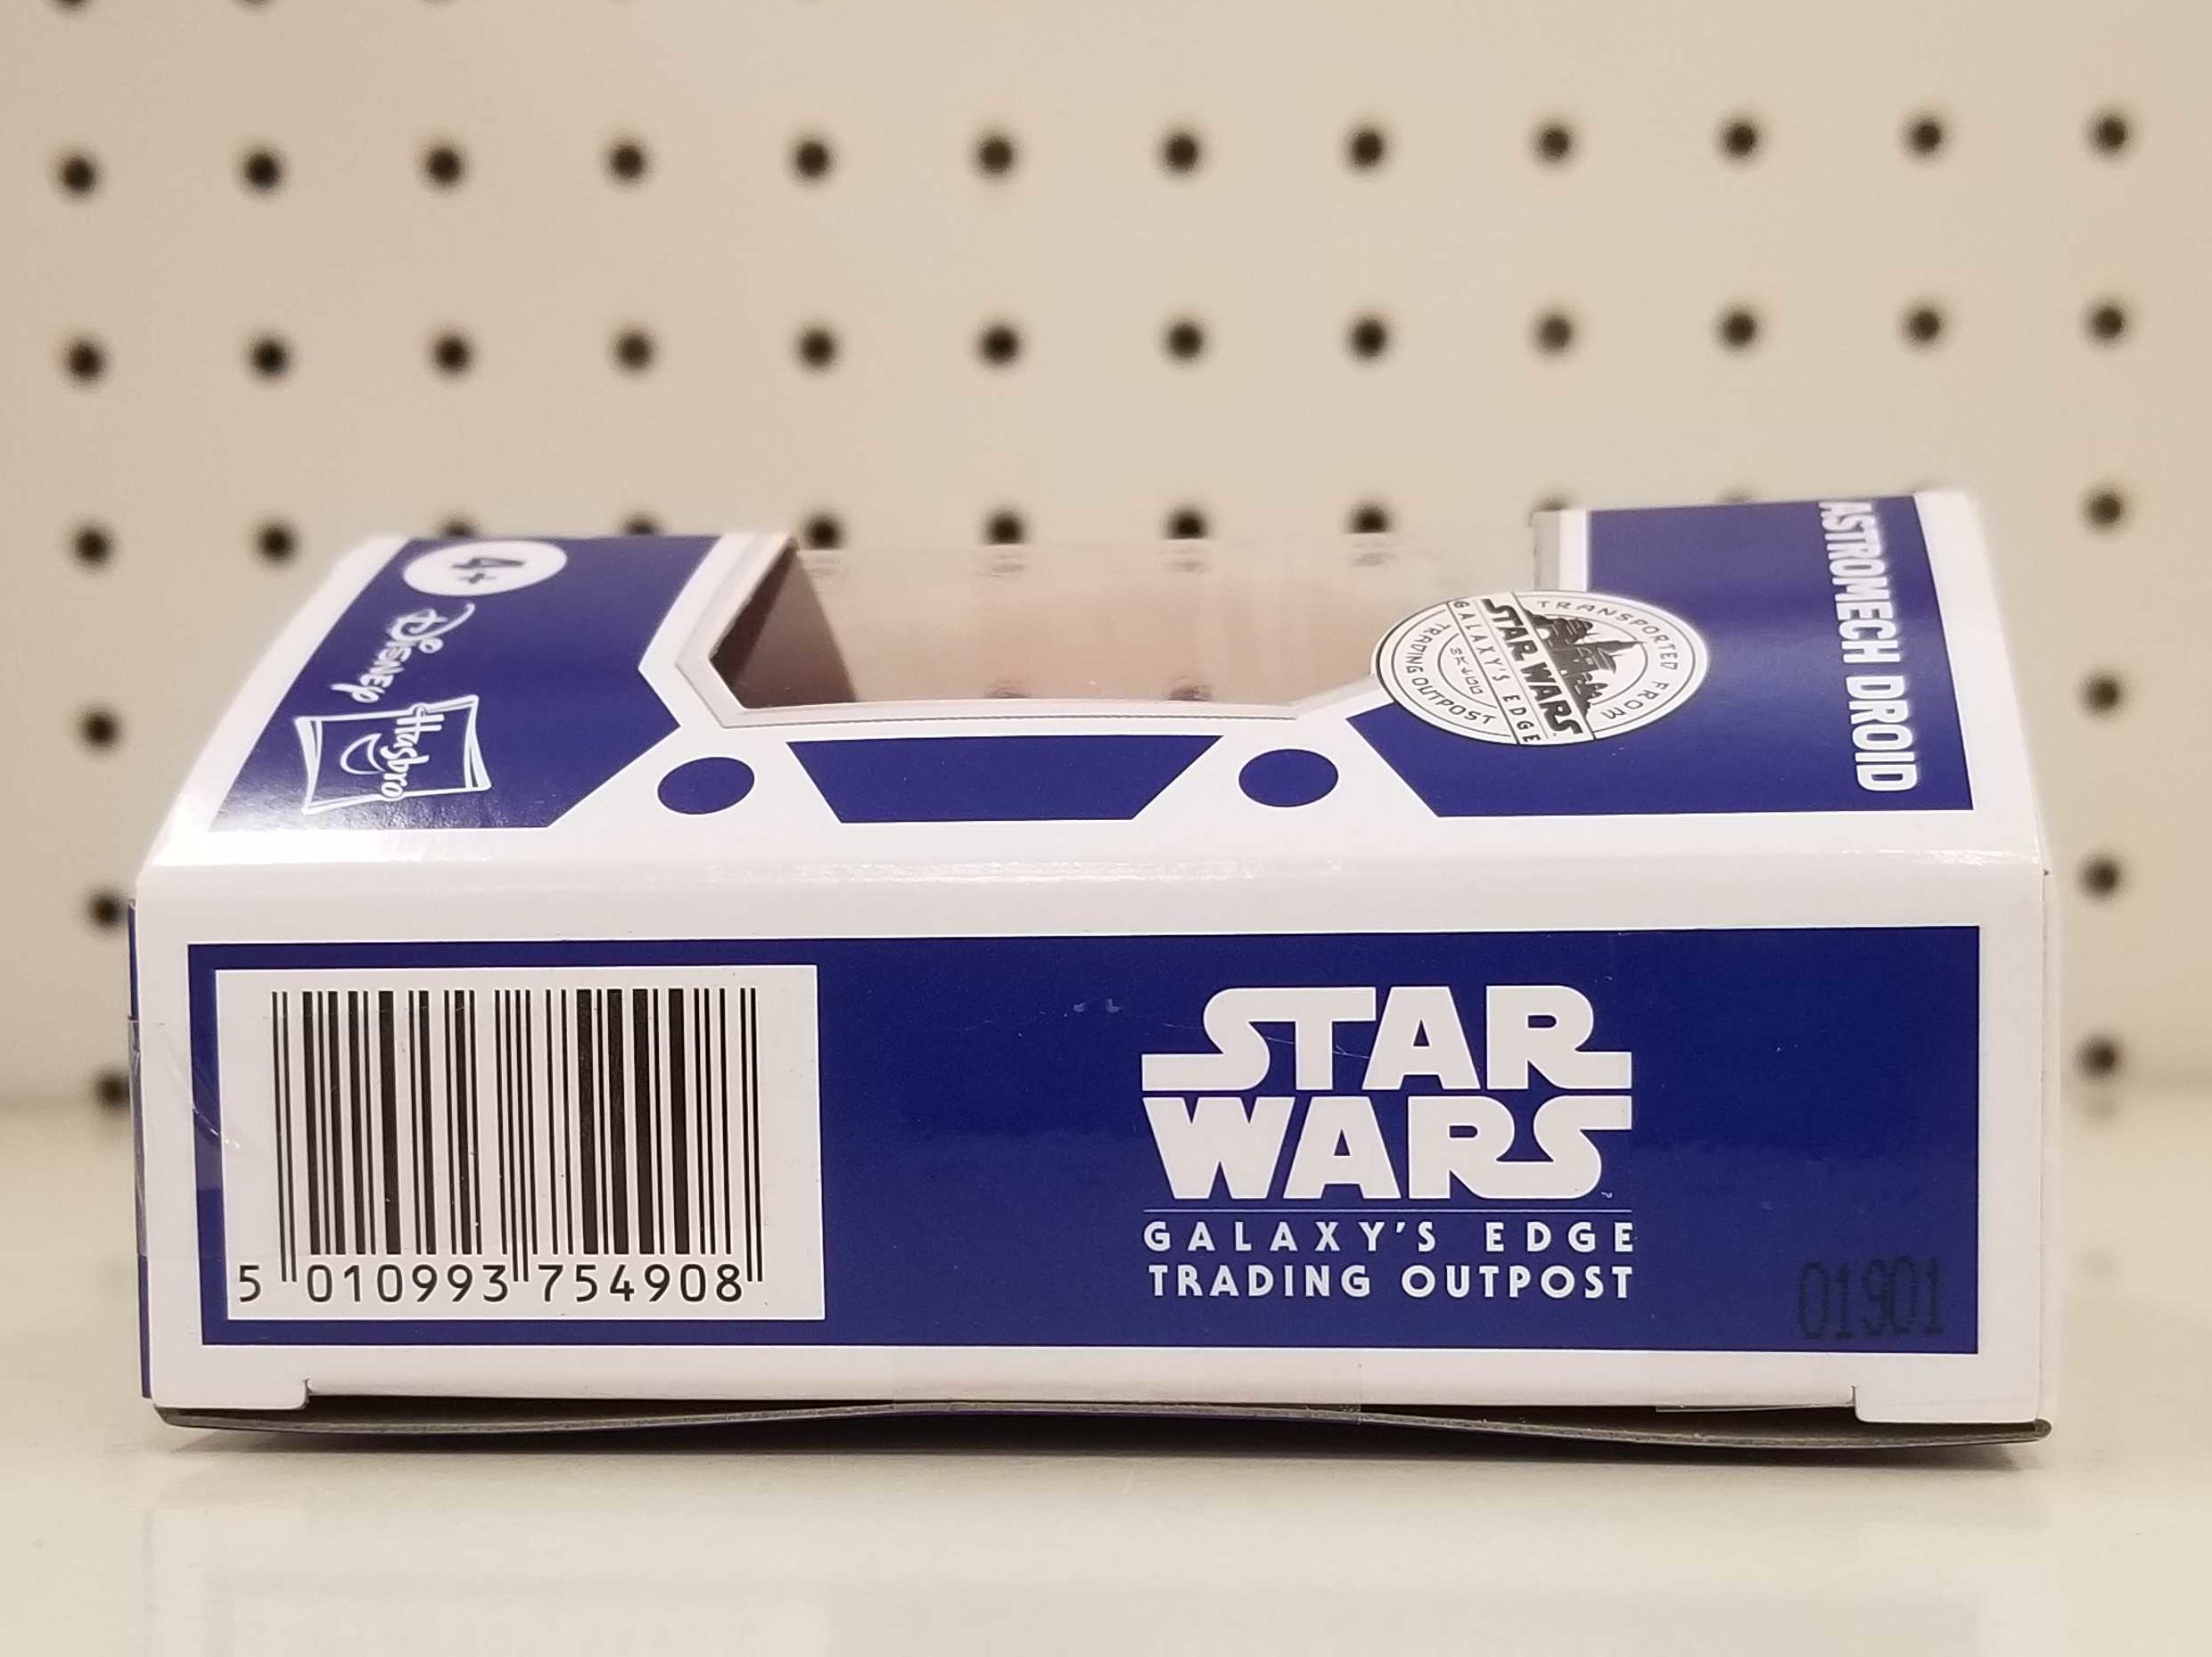 4+
Disney
Hasbro
TRANSPORTED FROM
STAR WARS
GALAXY'S EDGE
TRADING OUTPOST
ASTROMECH DROID
5 010993 754908
STAR
WARS
GALAXY'S EDGE
TRADING OUTPOST
01901